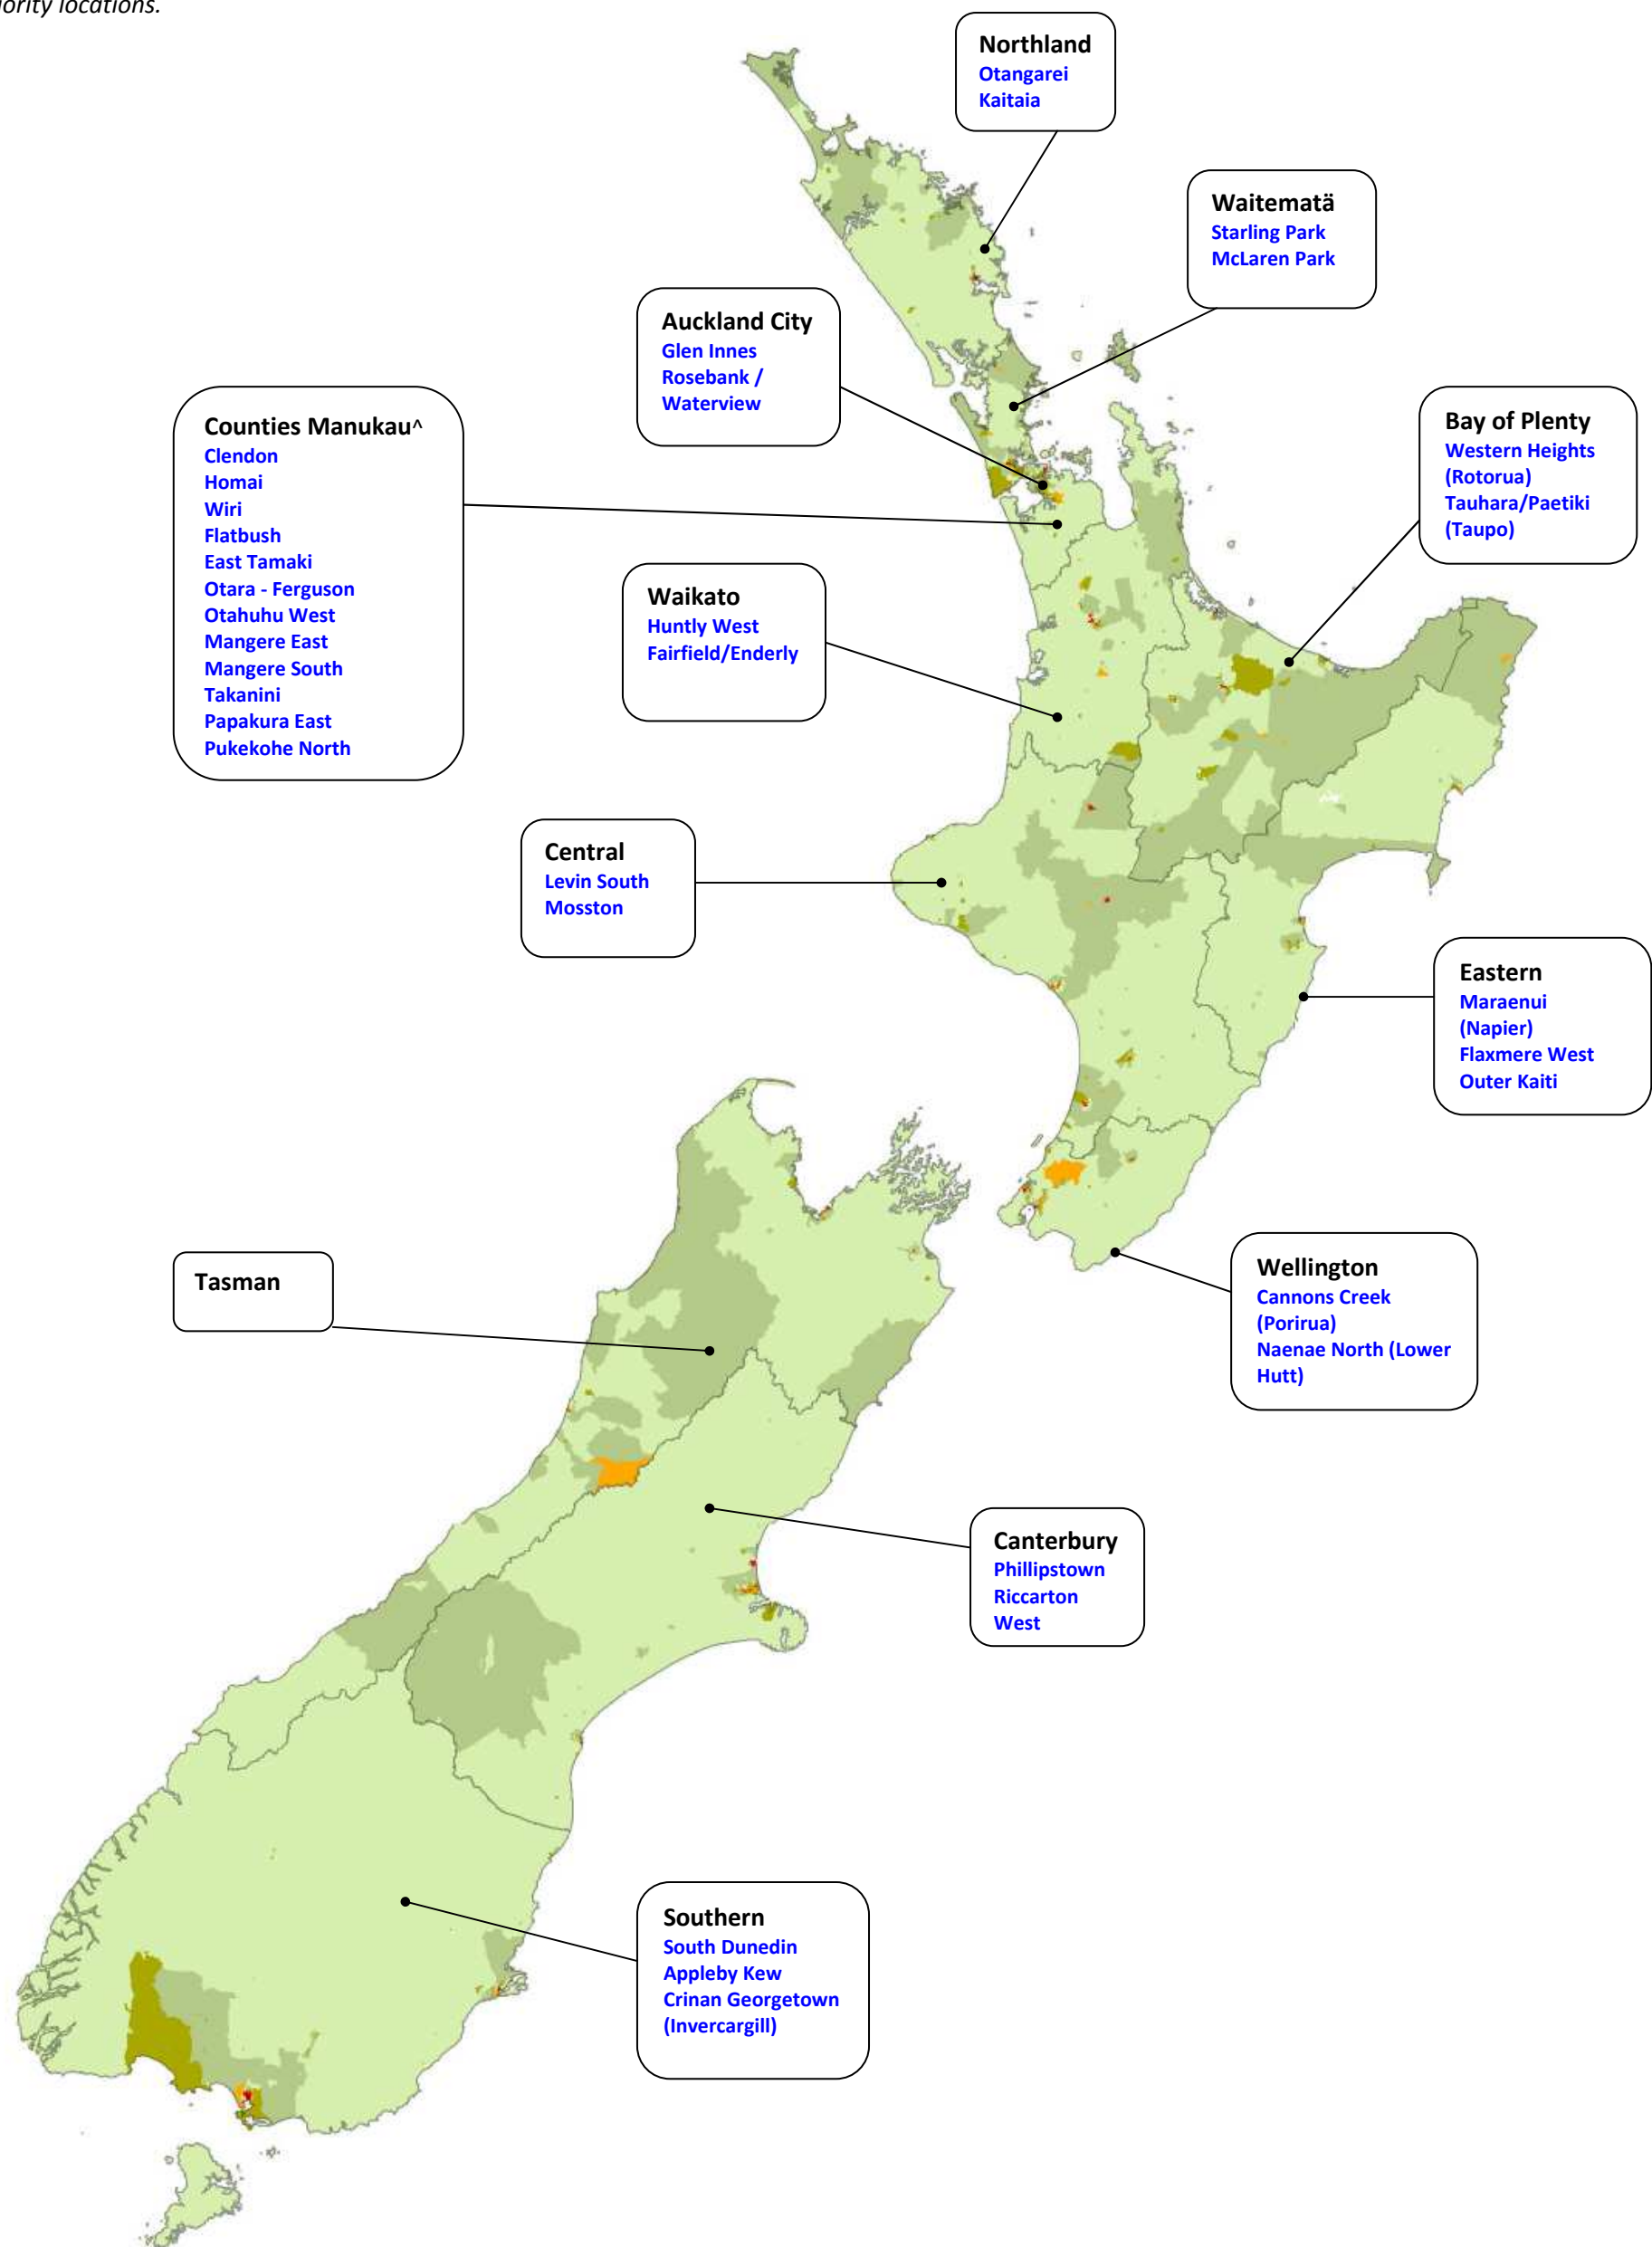 ority locations.
Northland
Otangarei
Kaitaia
Waitematä
Starling Park
McLaren Park
Auckland City
Glen Innes
Rosebank /
Waterview
Counties Manukau^
Clendon
Homai
Wiri
Flatbush
East Tamaki
Otara - Ferguson
Otahuhu West
Mangere East
Mangere South
Takanini
Papakura East
Pukekohe North
Bay of Plenty
Western Heights
(Rotorua)
Tauhara/Paetiki
(Taupo)
Waikato
Huntly West
Fairfield/Enderly
Central
Levin South
Mosston
Eastern
Maraenui
(Napier)
Flaxmere West
Outer Kaiti
Wellington
Cannons Creek
(Porirua)
Naenae North (Lower
Hutt)
Tasman
Canterbury
Phillipstown
Riccarton
West
Southern
South Dunedin
Appleby Kew
Crinan Georgetown
(Invercargill)